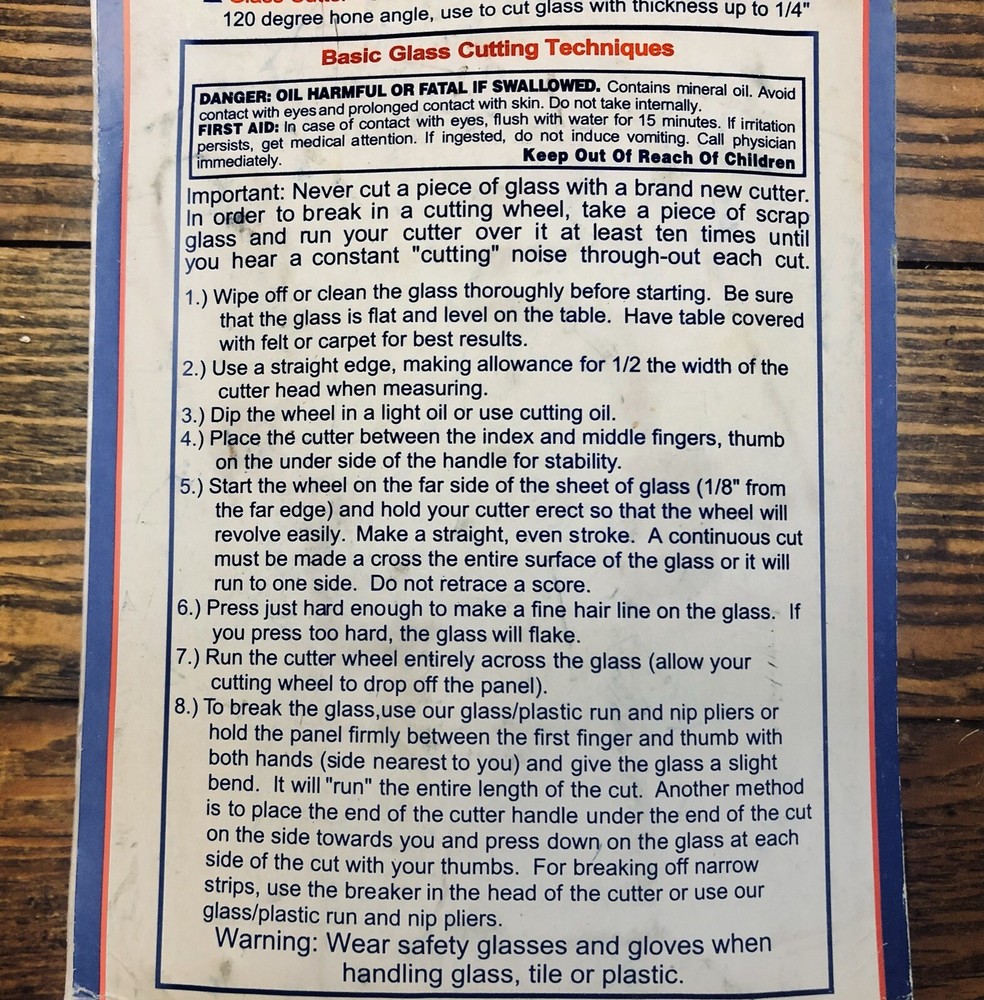 120 degree hone angle, use to cut glass with thickness up to 1/4"
Basic Glass Cutting Techniques
DANGER: OIL HARMFUL OR FATAL IF SWALLOWED. Contains mineral oil. Avoid
contact with eyes and prolonged contact with skin. Do not take internally.
FIRST AID: In case of contact with eyes, flush with water for 15 minutes. If irritation
persists, get medical attention. If ingested, do not induce vomiting. Call physician
immediately. Keep Out Of Reach Of Children
Important: Never cut a piece of glass with a brand new cutter.
In order to break in a cutting wheel, take a piece of scrap
glass and run your cutter over it at least ten times until
you hear a constant "cutting" noise through-out each cut.
1.) Wipe off or clean the glass thoroughly before starting. Be sure
that the glass is flat and level on the table. Have table covered
with felt or carpet for best results.
2.) Use a straight edge, making allowance for 1/2 the width of the
cutter head when measuring.
3.) Dip the wheel in a light oil or use cutting oil.
4.) Place the cutter between the index and middle fingers, thumb
on the under side of the handle for stability.
5.) Start the wheel on the far side of the sheet of glass (1/8" from
the far edge) and hold your cutter erect so that the wheel will
revolve easily. Make a straight, even stroke. A continuous cut
must be made a cross the entire surface of the glass or it will
run to one side. Do not retrace a score.
6.) Press just hard enough to make a fine hair line on the glass. If
you press too hard, the glass will flake.
7.) Run the cutter wheel entirely across the glass (allow your
cutting wheel to drop off the panel).
8.) To break the glass,use our glass/plastic run and nip pliers or
hold the panel firmly between the first finger and thumb with
both hands (side nearest to you) and give the glass a slight
bend. It will "run" the entire length of the cut. Another method
is to place the end of the cutter handle under the end of the cut
on the side towards you and press down on the glass at each
side of the cut with your thumbs. For breaking off narrow
strips, use the breaker in the head of the cutter or use our
glass/plastic run and nip pliers.
Warning: Wear safety glasses and gloves when
handling glass, tile or plastic.